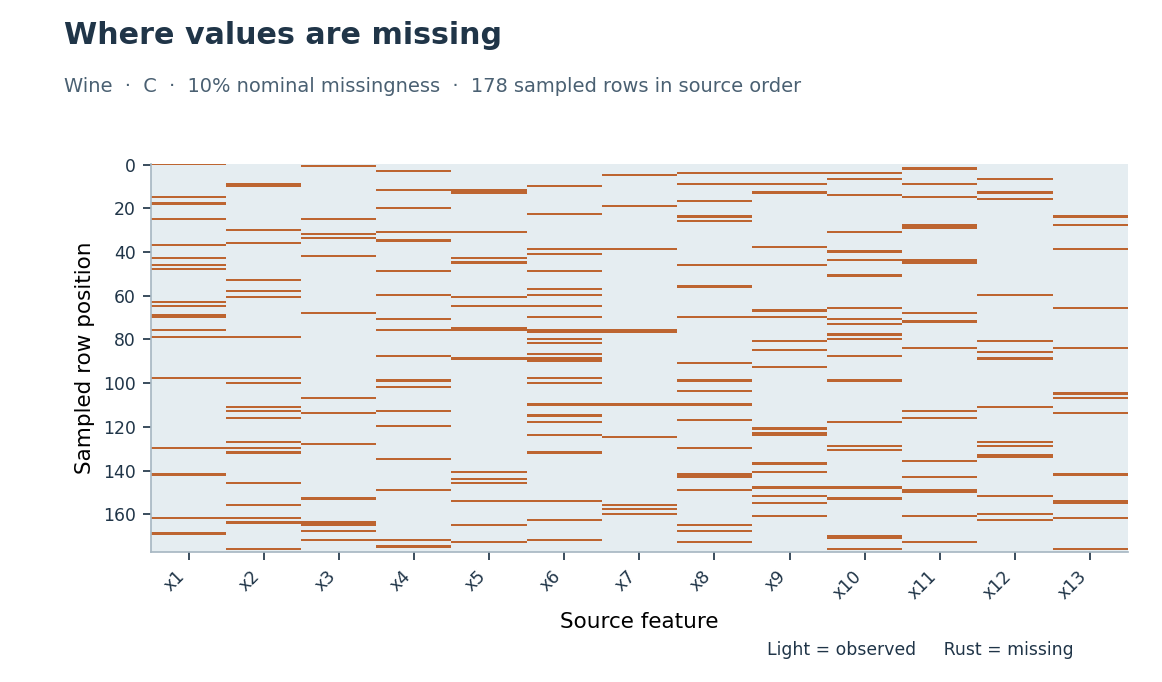 Where values are missing
Wine · C · 10% nominal missingness · 178 sampled rows in source order
Sampled row position
0
20
40
60
80
100
120
140
160
x1 x2 x3 x4 x5 x6 x7 x8 x9 x10 x11 x12 x13
Source feature
Light = observed Rust = missing